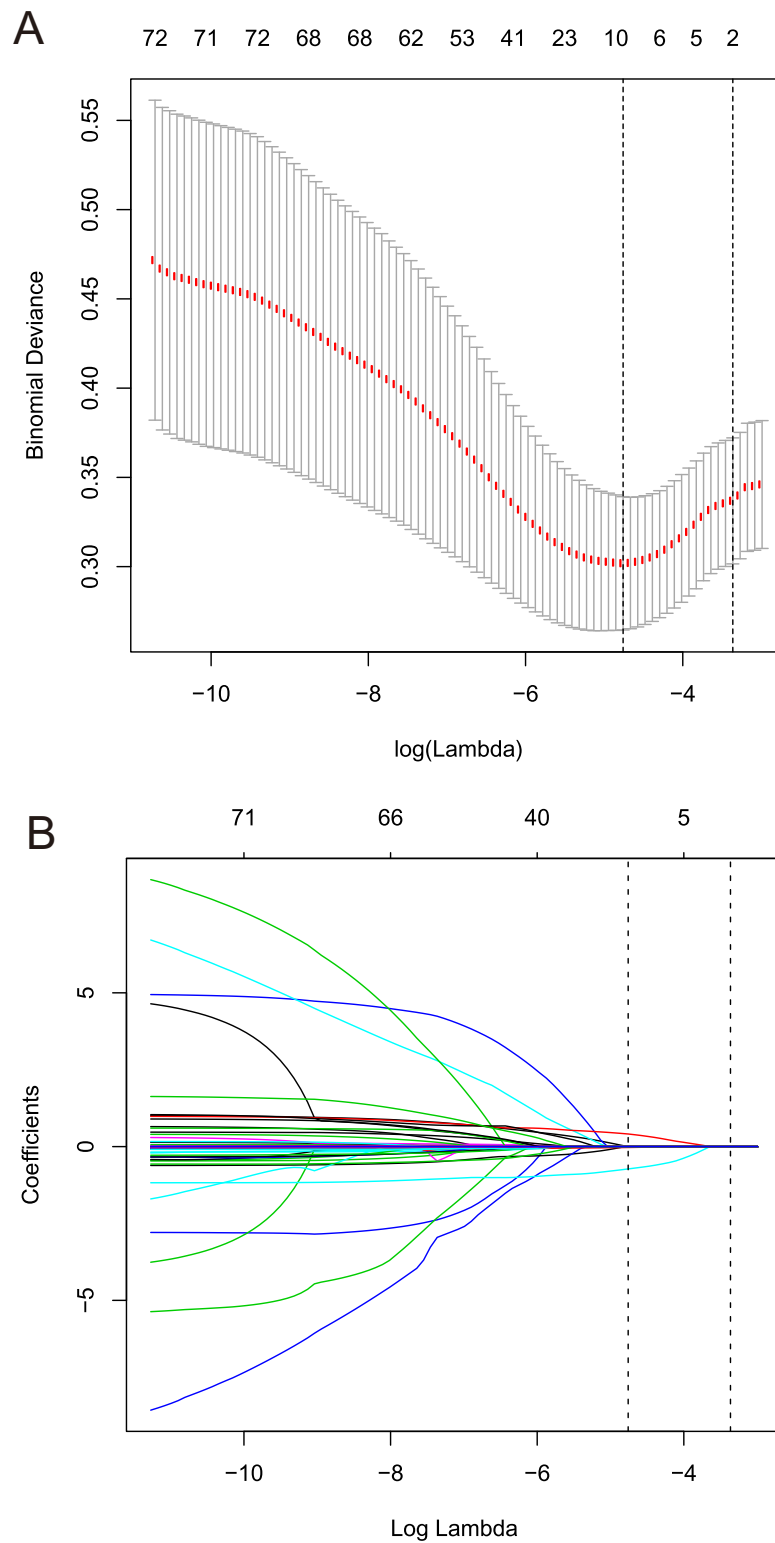 A
72 71 72 68 68 62 53 41 23 10 6 5 2
0.55
0.50
0.45
0.40
0.35
0.30
Binomial Deviance
−10 −8 −6 −4
log(Lambda)
B
71 66 40 5
5
0
−5
Coefficients
−10 −8 −6 −4
Log Lambda